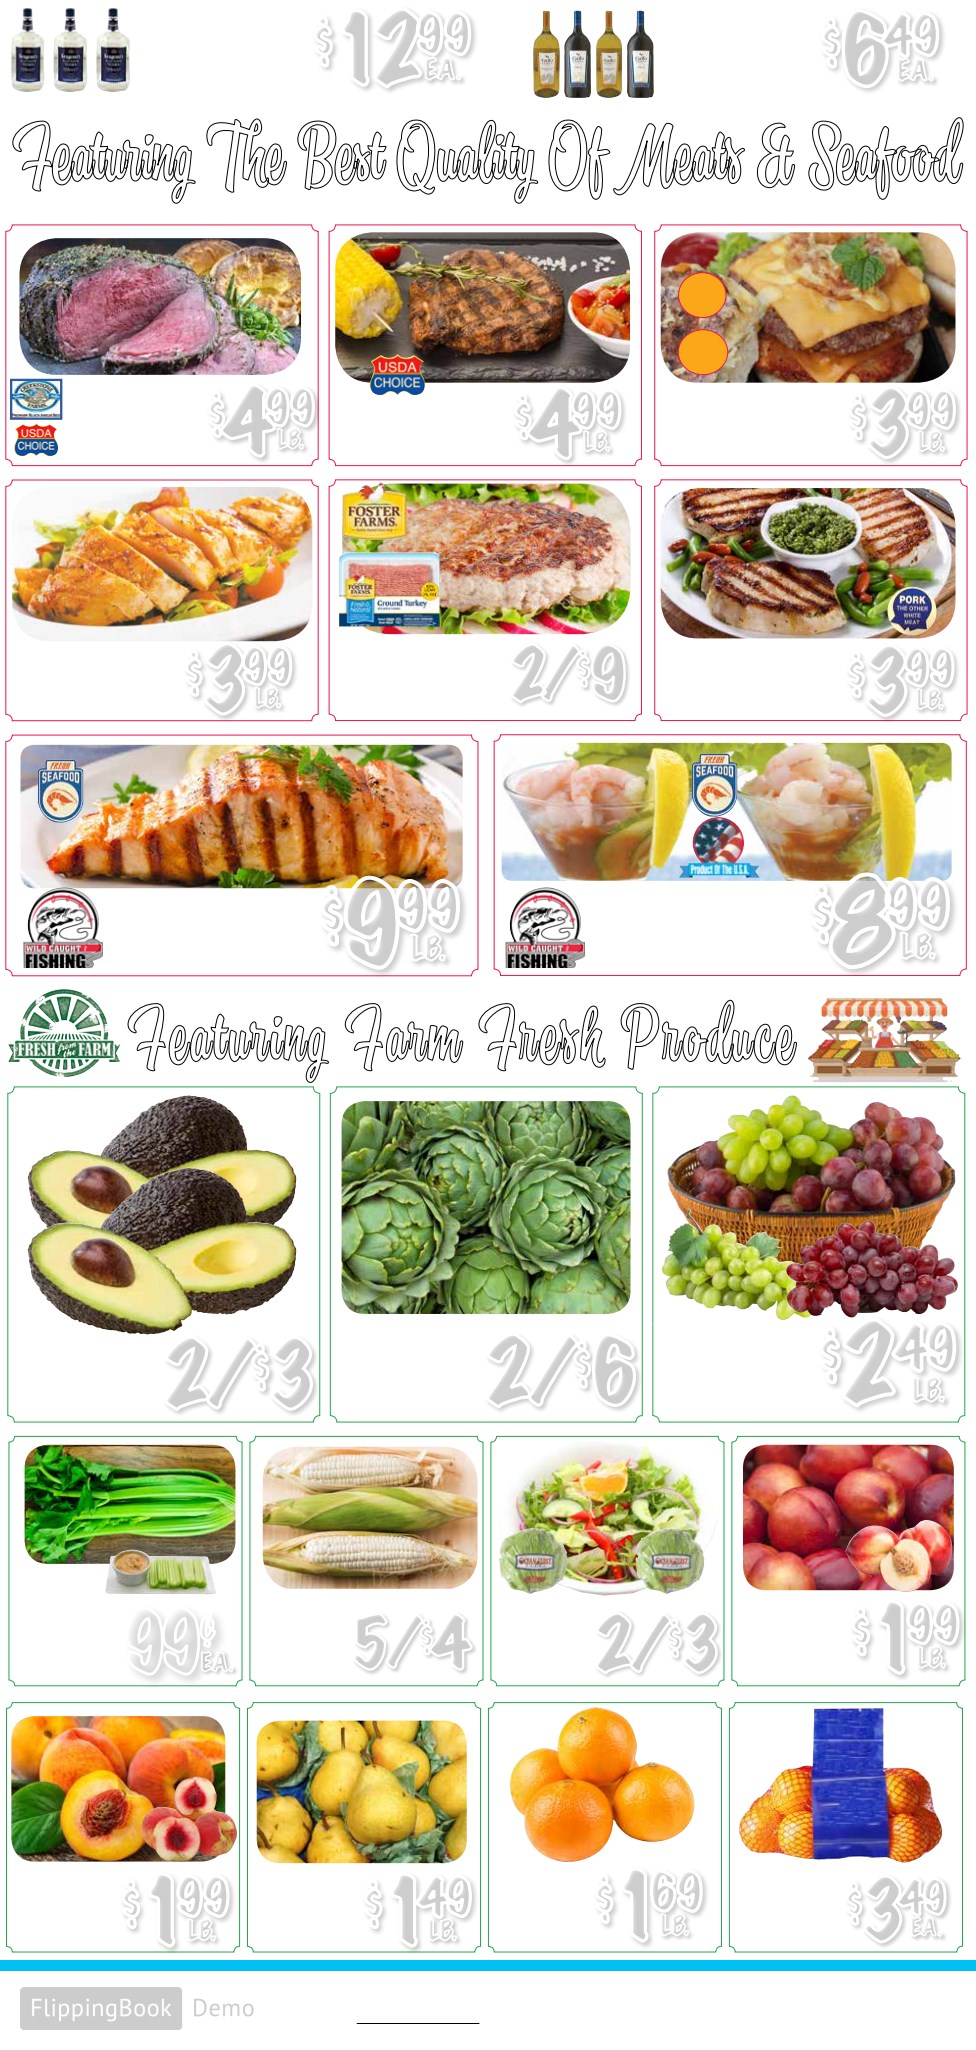 $12.99 EA.
$6.49 EA.
Featuring The Best Quality Of Meats & Seafood
USDA CHOICE
$4.99 LB.
USDA CHOICE
$4.99 LB.
$3.99 LB.
$3.99 LB.
FOSTER FARMS
FOSTER FARMS
Fresh & Natural
Ground Turkey
2/$9
PORK
THE OTHER
WHITE
MEAT
$3.99 LB.
FRESH
SEAFOOD
WILD CAUGHT
FISHING
$9.99 LB.
FRESH
SEAFOOD
Product Of The U.S.A.
WILD CAUGHT
FISHING
$8.99 LB.
FRESH from the FARM
Featuring Farm Fresh Produce
2/$3
2/$6
$2.49 LB.
99¢ EA.
5/$4
2/$3
$1.99 LB.
$1.99 LB.
$1.49 LB.
$1.69 LB.
$3.49 EA.
FlippingBook Demo